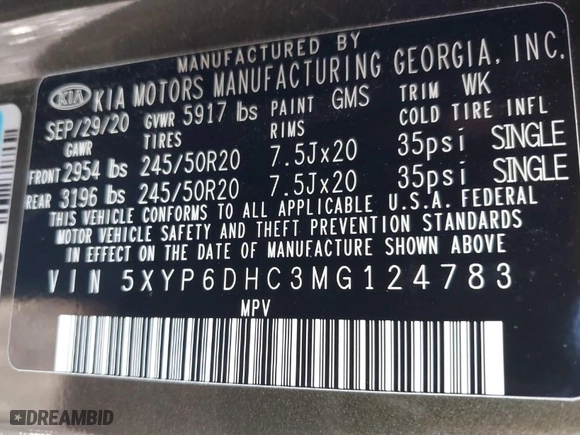 MANUFACTURED BY
KIA KIA MOTORS MANUFACTURING GEORGIA, INC.
SEP/29/20 GVWR 5917 lbs PAINT GMS TRIM WK
GAWR TIRES RIMS COLD TIRE INFL
FRONT 2954 lbs 245/50R20 7.5Jx20 35psi SINGLE
REAR 3196 lbs 245/50R20 7.5Jx20 35psi SINGLE
THIS VEHICLE CONFORMS TO ALL APPLICABLE U.S.A. FEDERAL
MOTOR VEHICLE SAFETY AND THEFT PREVENTION STANDARDS
IN EFFECT ON THE DATE OF MANUFACTURE SHOWN ABOVE
VIN 5XYP6DHC3MG124783
MPV
DREAMBID